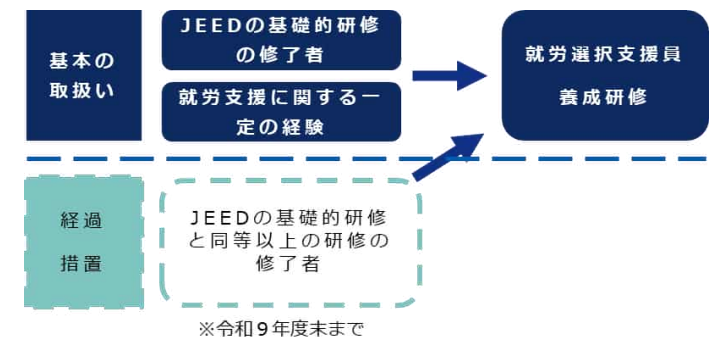 基本の
取扱い
JEEDの基礎的研修
の修了者
就労支援に関する一
定の経験
就労選択支援員
養成研修
経過
措置
JEEDの基礎的研修
と同等以上の研修の
修了者
※令和9年度末まで